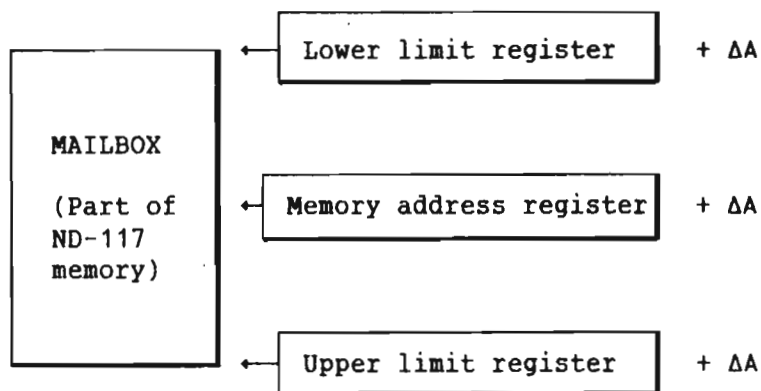 Lower limit register + ΔA
MAILBOX
(Part of
ND-117
memory)
Memory address register + ΔA
Upper limit register + ΔA